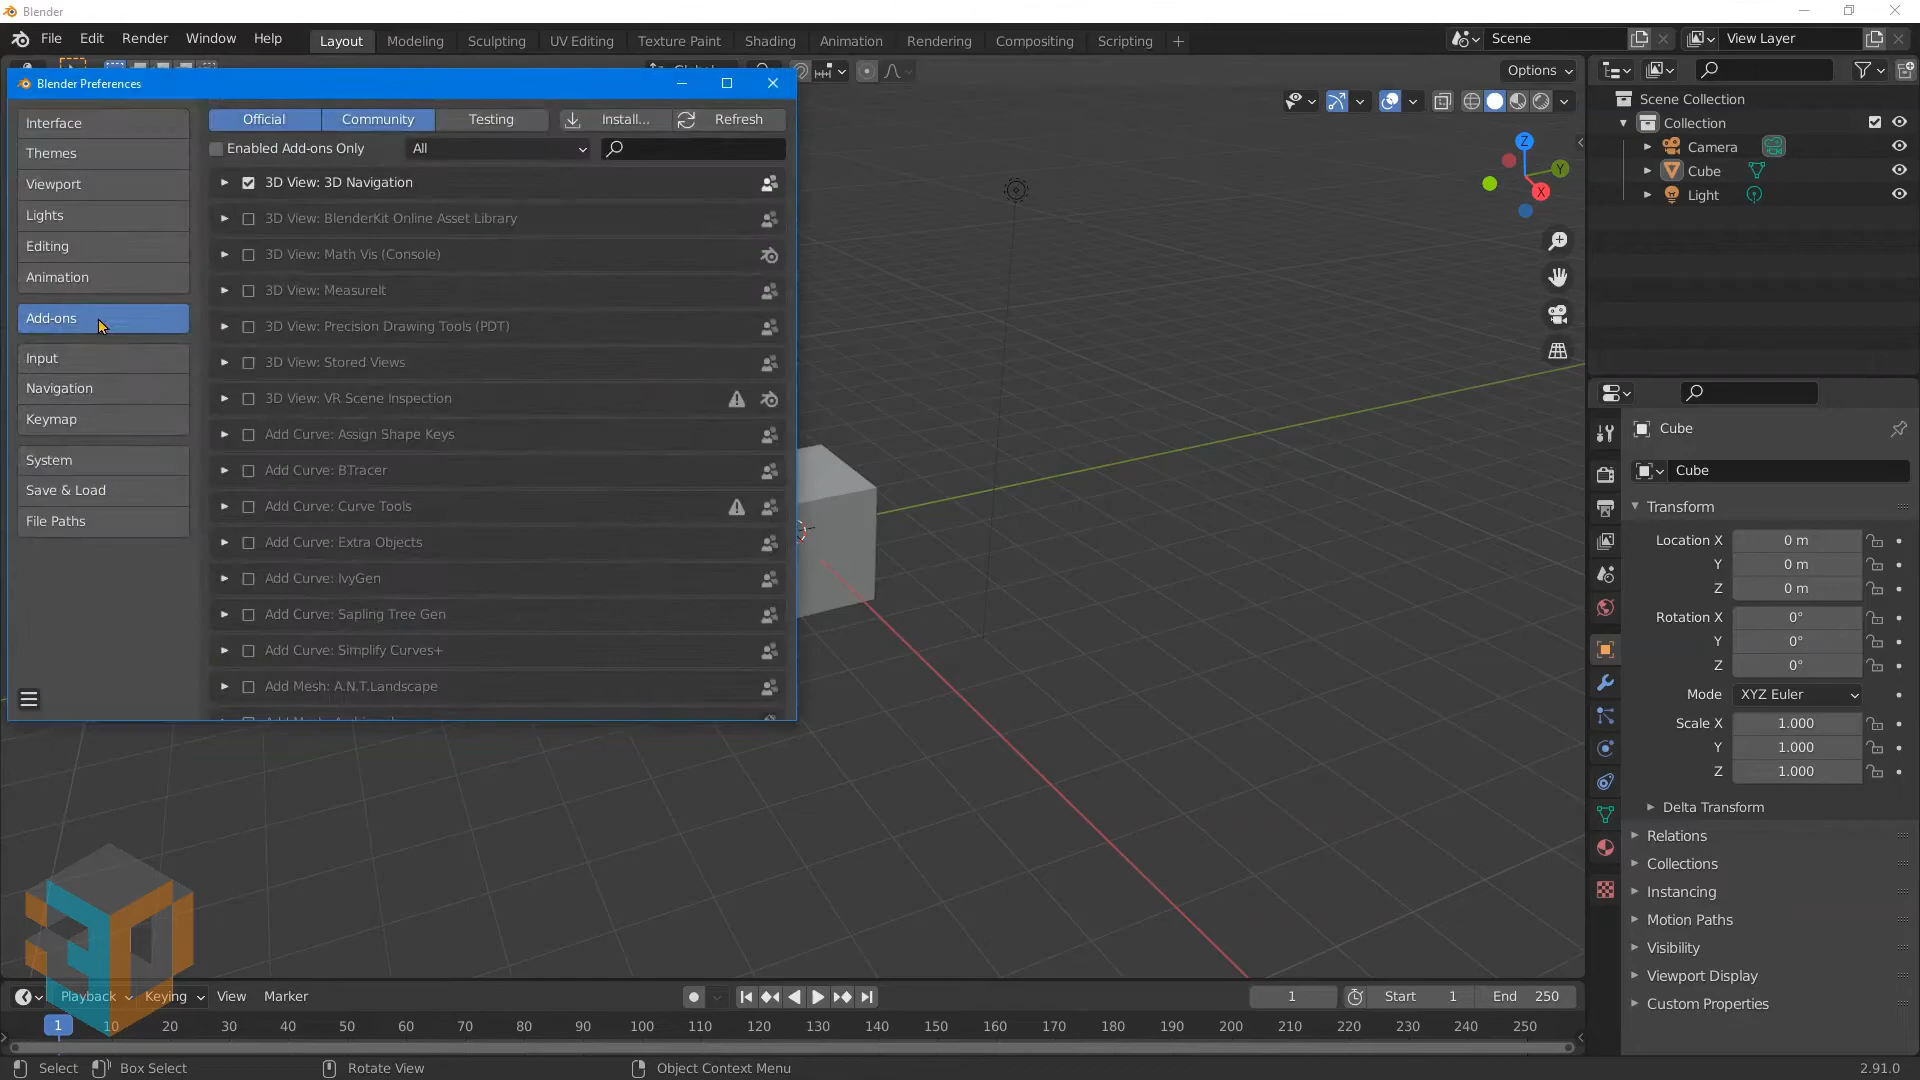 Blender
File Edit Render Window Help Layout Modeling Sculpting UV Editing Texture Paint Shading Animation Rendering Compositing Scripting + Scene View Layer
Options
Blender Preferences
Interface
Themes
Viewport
Lights
Editing
Animation
Add-ons
Input
Navigation
Keymap
System
Save & Load
File Paths
Official Community Testing Install... Refresh
Enabled Add-ons Only All
3D View: 3D Navigation
3D View: BlenderKit Online Asset Library
3D View: Math Vis (Console)
3D View: MeasureIt
3D View: Precision Drawing Tools (PDT)
3D View: Stored Views
3D View: VR Scene Inspection
Add Curve: Assign Shape Keys
Add Curve: BTracer
Add Curve: Curve Tools
Add Curve: Extra Objects
Add Curve: IvyGen
Add Curve: Sapling Tree Gen
Add Curve: Simplify Curves+
Add Mesh: A.N.T.Landscape
Z
Y
X
Scene Collection
Collection
Camera
Cube
Light
Cube
Cube
Transform
Location X 0 m
Y 0 m
Z 0 m
Rotation X 0°
Y 0°
Z 0°
Mode XYZ Euler
Scale X 1.000
Y 1.000
Z 1.000
Delta Transform
Relations
Collections
Instancing
Motion Paths
Visibility
Viewport Display
Custom Properties
3D
Playback Keying View Marker 1 Start 1 End 250
1 10 20 30 40 50 60 70 80 90 100 110 120 130 140 150 160 170 180 190 200 210 220 230 240 250
Select Box Select Rotate View Object Context Menu 2.91.0